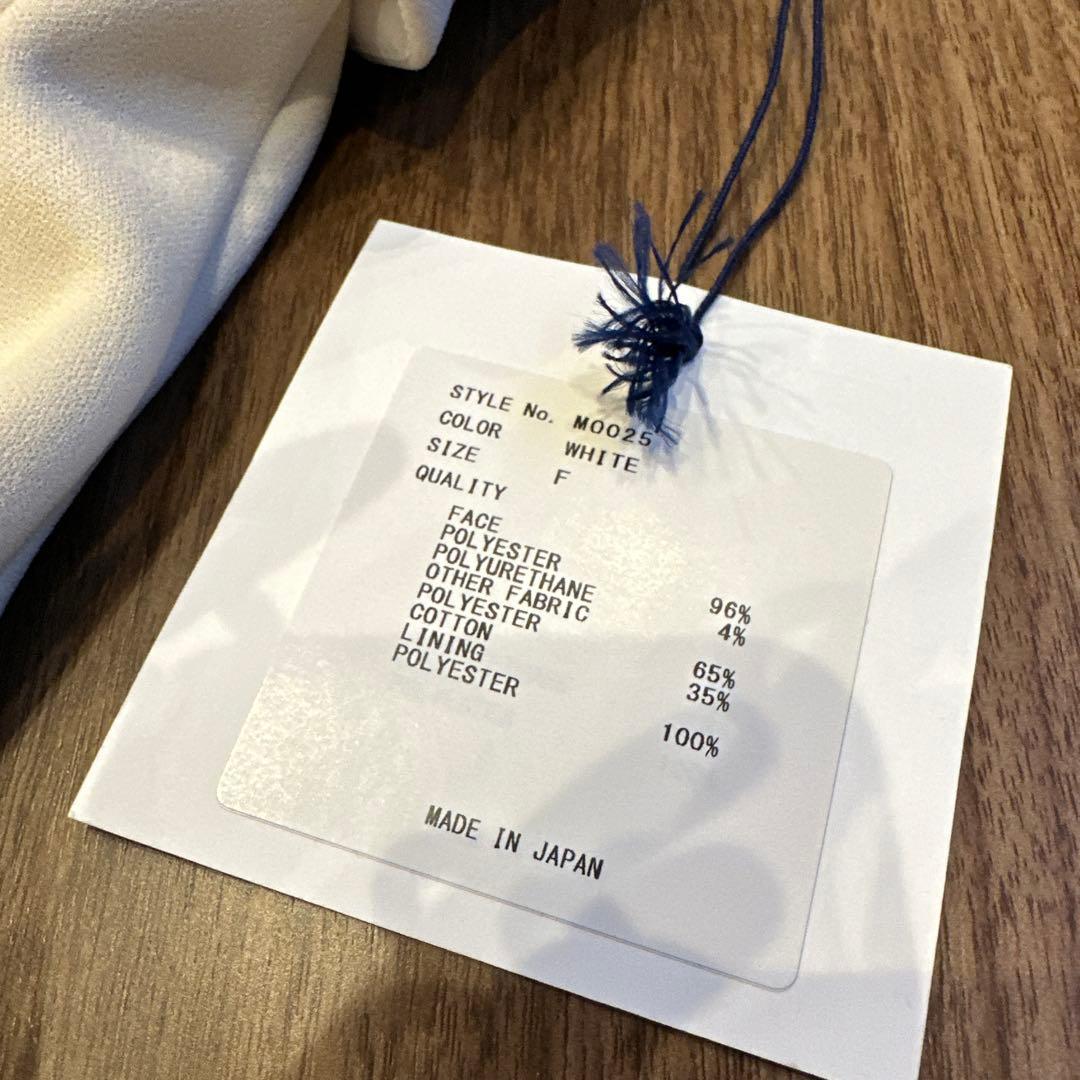 STYLE No. M0025
COLOR WHITE
SIZE F
QUALITY
FACE
POLYESTER 96%
POLYURETHANE 4%
OTHER FABRIC
POLYESTER 65%
COTTON 35%
LINING
POLYESTER 100%
MADE IN JAPAN